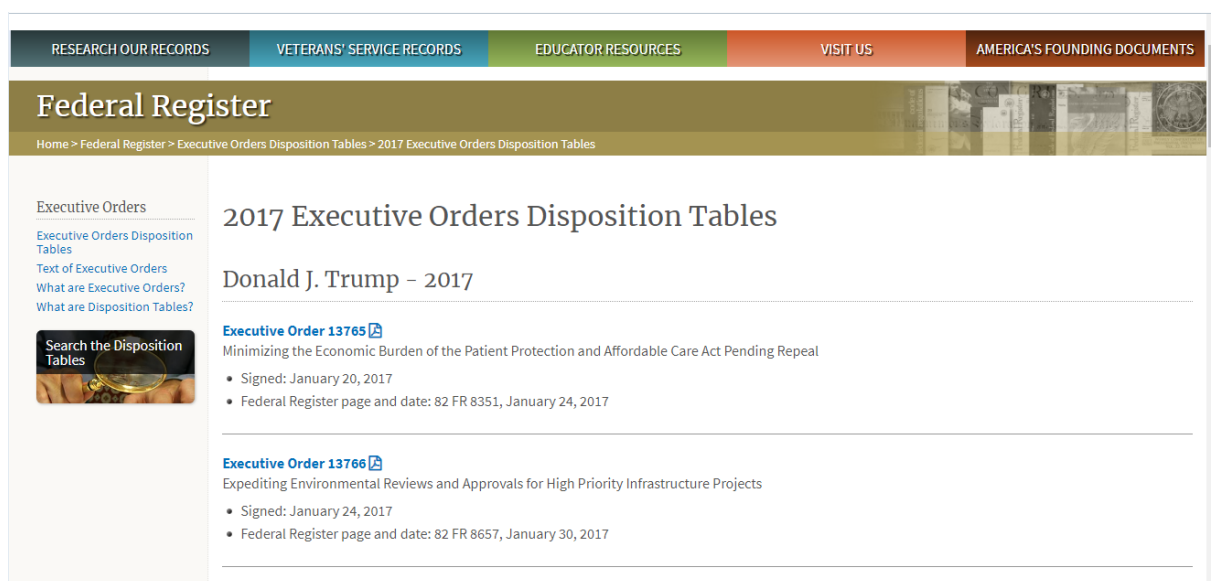 RESEARCH OUR RECORDS
VETERANS' SERVICE RECORDS
EDUCATOR RESOURCES
VISIT US
AMERICA'S FOUNDING DOCUMENTS
Federal Register
Home > Federal Register > Executive Orders Disposition Tables > 2017 Executive Orders Disposition Tables
Executive Orders
Executive Orders Disposition
Tables
Text of Executive Orders
What are Executive Orders?
What are Disposition Tables?
Search the Disposition
Tables
2017 Executive Orders Disposition Tables
Donald J. Trump - 2017
Executive Order 13765
Minimizing the Economic Burden of the Patient Protection and Affordable Care Act Pending Repeal
• Signed: January 20, 2017
• Federal Register page and date: 82 FR 8351, January 24, 2017
Executive Order 13766
Expediting Environmental Reviews and Approvals for High Priority Infrastructure Projects
• Signed: January 24, 2017
• Federal Register page and date: 82 FR 8657, January 30, 2017